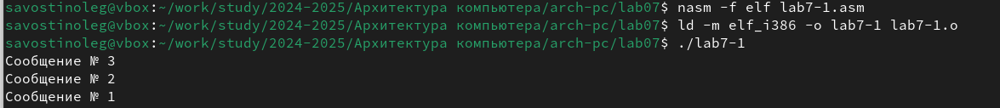 savostinoleg@vbox:~/work/study/2024-2025/Архитектура компьютера/arch-pc/lab07$ nasm -f elf lab7-1.asm
savostinoleg@vbox:~/work/study/2024-2025/Архитектура компьютера/arch-pc/lab07$ ld -m elf_i386 -o lab7-1 lab7-1.o
savostinoleg@vbox:~/work/study/2024-2025/Архитектура компьютера/arch-pc/lab07$ ./lab7-1
Сообщение № 3
Сообщение № 2
Сообщение № 1